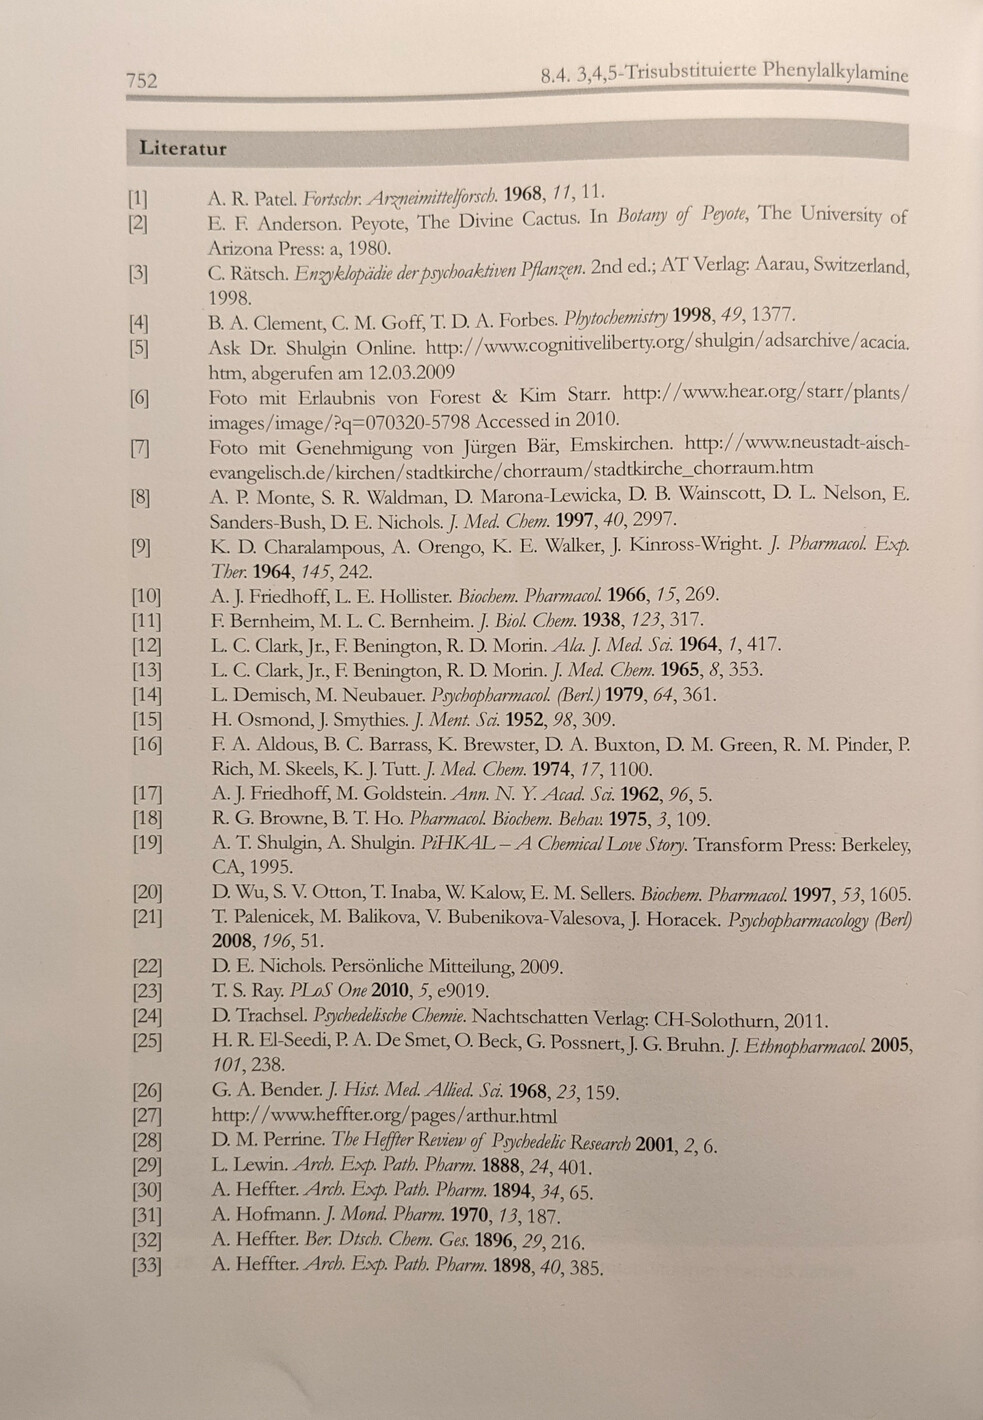 752
8.4. 3,4,5-Trisubstituierte Phenylalkylamine
Literatur
[1] A. R. Patel. Fortschr. Arzneimittelforsch. 1968, 11, 11.
[2] E. F. Anderson. Peyote, The Divine Cactus. In Botany of Peyote, The University of
Arizona Press: a, 1980.
[3] C. Rätsch. Enzyklopädie der psychoaktiven Pflanzen. 2nd ed.; AT Verlag: Aarau, Switzerland,
1998.
[4] B. A. Clement, C. M. Goff, T. D. A. Forbes. Phytochemistry 1998, 49, 1377.
[5] Ask Dr. Shulgin Online. http://www.cognitiveliberty.org/shulgin/adsarchive/acacia.
htm, abgerufen am 12.03.2009
[6] Foto mit Erlaubnis von Forest & Kim Starr. http://www.hear.org/starr/plants/
images/image/?q=070320-5798 Accessed in 2010.
[7] Foto mit Genehmigung von Jürgen Bär, Emskirchen. http://www.neustadt-aisch-
evangelisch.de/kirchen/stadtkirche/chorraum/stadtkirche_chorraum.htm
[8] A. P. Monte, S. R. Waldman, D. Marona-Lewicka, D. B. Wainscott, D. L. Nelson, E.
Sanders-Bush, D. E. Nichols. J. Med. Chem. 1997, 40, 2997.
[9] K. D. Charalampous, A. Orengo, K. E. Walker, J. Kinross-Wright. J. Pharmacol. Exp.
Ther. 1964, 145, 242.
[10] A. J. Friedhoff, L. E. Hollister. Biochem. Pharmacol. 1966, 15, 269.
[11] F. Bernheim, M. L. C. Bernheim. J. Biol. Chem. 1938, 123, 317.
[12] L. C. Clark, Jr., F. Benington, R. D. Morin. Ala. J. Med. Sci. 1964, 1, 417.
[13] L. C. Clark, Jr., F. Benington, R. D. Morin. J. Med. Chem. 1965, 8, 353.
[14] L. Demisch, M. Neubauer. Psychopharmacol. (Berl.) 1979, 64, 361.
[15] H. Osmond, J. Smythies. J. Ment. Sci. 1952, 98, 309.
[16] F. A. Aldous, B. C. Barrass, K. Brewster, D. A. Buxton, D. M. Green, R. M. Pinder, P.
Rich, M. Skeels, K. J. Tutt. J. Med. Chem. 1974, 17, 1100.
[17] A. J. Friedhoff, M. Goldstein. Ann. N. Y. Acad. Sci. 1962, 96, 5.
[18] R. G. Browne, B. T. Ho. Pharmacol. Biochem. Behav. 1975, 3, 109.
[19] A. T. Shulgin, A. Shulgin. PiHKAL – A Chemical Love Story. Transform Press: Berkeley,
CA, 1995.
[20] D. Wu, S. V. Otton, T. Inaba, W. Kalow, E. M. Sellers. Biochem. Pharmacol. 1997, 53, 1605.
[21] T. Palenicek, M. Balikova, V. Bubenikova-Valesova, J. Horacek. Psychopharmacology (Berl)
2008, 196, 51.
[22] D. E. Nichols. Persönliche Mitteilung, 2009.
[23] T. S. Ray. PLoS One 2010, 5, e9019.
[24] D. Trachsel. Psychedelische Chemie. Nachtschatten Verlag: CH-Solothurn, 2011.
[25] H. R. El-Seedi, P. A. De Smet, O. Beck, G. Possnert, J. G. Bruhn. J. Ethnopharmacol. 2005,
101, 238.
[26] G. A. Bender. J. Hist. Med. Allied. Sci. 1968, 23, 159.
[27] http://www.heffter.org/pages/arthur.html
[28] D. M. Perrine. The Heffter Review of Psychedelic Research 2001, 2, 6.
[29] L. Lewin. Arch. Exp. Path. Pharm. 1888, 24, 401.
[30] A. Heffter. Arch. Exp. Path. Pharm. 1894, 34, 65.
[31] A. Hofmann. J. Mond. Pharm. 1970, 13, 187.
[32] A. Heffter. Ber. Dtsch. Chem. Ges. 1896, 29, 216.
[33] A. Heffter. Arch. Exp. Path. Pharm. 1898, 40, 385.